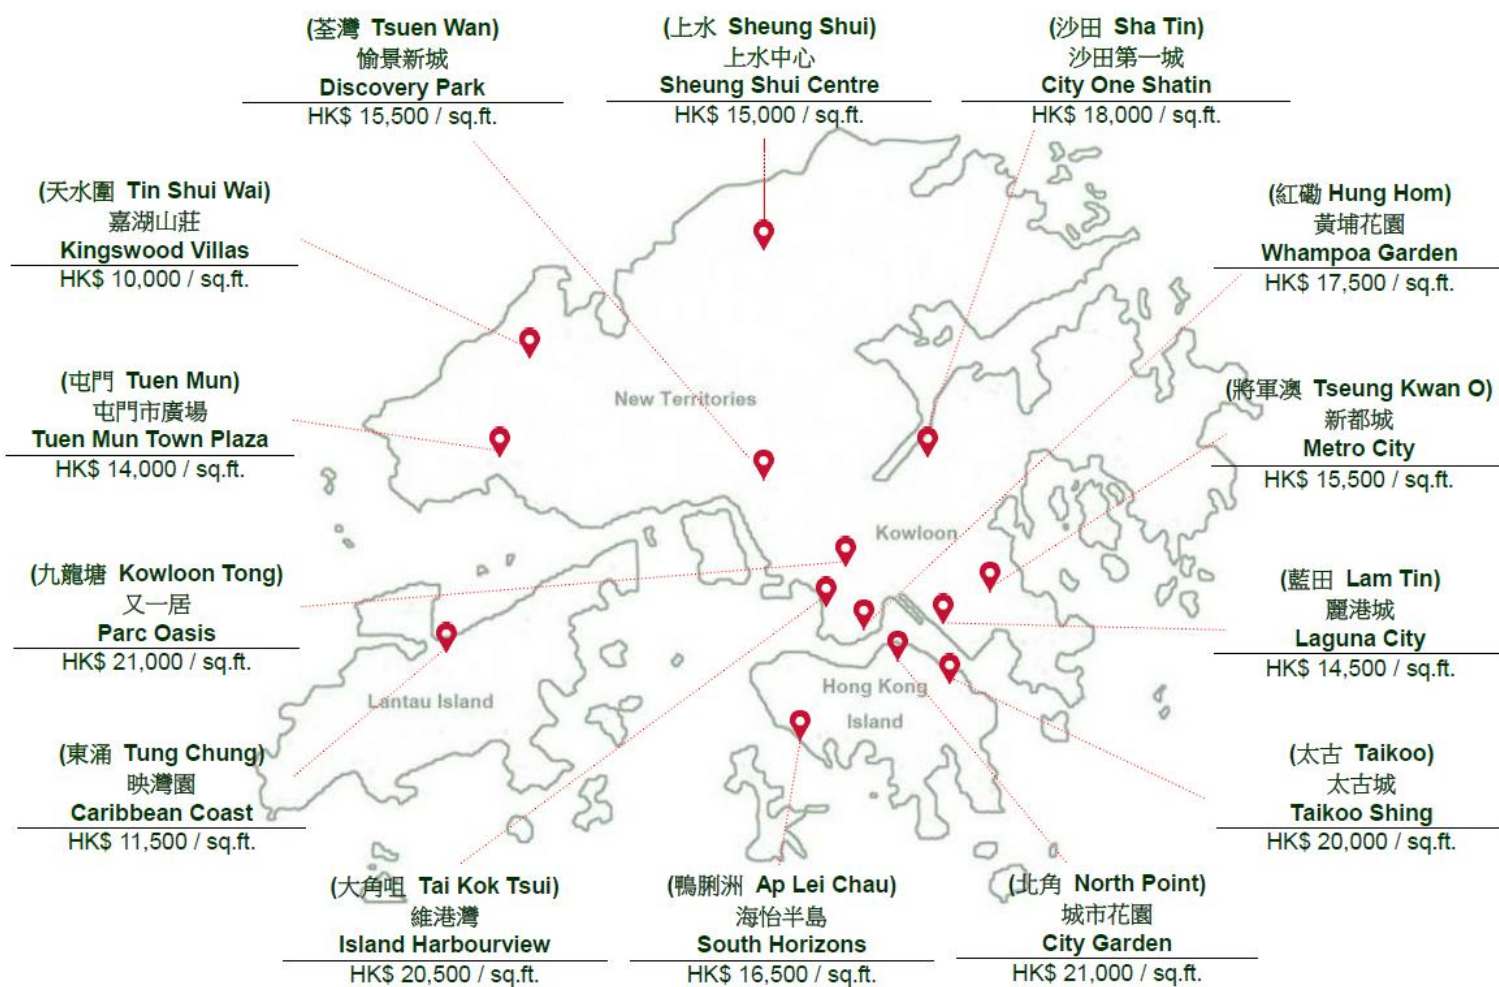 (荃灣 Tsuen Wan)
愉景新城
Discovery Park
HK$ 15,500 / sq.ft.
(上水 Sheung Shui)
上水中心
Sheung Shui Centre
HK$ 15,000 / sq.ft.
(沙田 Sha Tin)
沙田第一城
City One Shatin
HK$ 18,000 / sq.ft.
(天水圍 Tin Shui Wai)
嘉湖山莊
Kingswood Villas
HK$ 10,000 / sq.ft.
(紅磡 Hung Hom)
黃埔花園
Whampoa Garden
HK$ 17,500 / sq.ft.
(屯門 Tuen Mun)
屯門市廣場
Tuen Mun Town Plaza
HK$ 14,000 / sq.ft.
New Territories
(將軍澳 Tseung Kwan O)
新都城
Metro City
HK$ 15,500 / sq.ft.
Kowloon
(九龍塘 Kowloon Tong)
又一居
Parc Oasis
HK$ 21,000 / sq.ft.
(藍田 Lam Tin)
麗港城
Laguna City
HK$ 14,500 / sq.ft.
Lantau Island
Hong Kong
Island
(東涌 Tung Chung)
映灣園
Caribbean Coast
HK$ 11,500 / sq.ft.
(太古 Taikoo)
太古城
Taikoo Shing
HK$ 20,000 / sq.ft.
(大角咀 Tai Kok Tsui)
維港灣
Island Harbourview
HK$ 20,500 / sq.ft.
(鴨脷洲 Ap Lei Chau)
海怡半島
South Horizons
HK$ 16,500 / sq.ft.
(北角 North Point)
城市花園
City Garden
HK$ 21,000 / sq.ft.